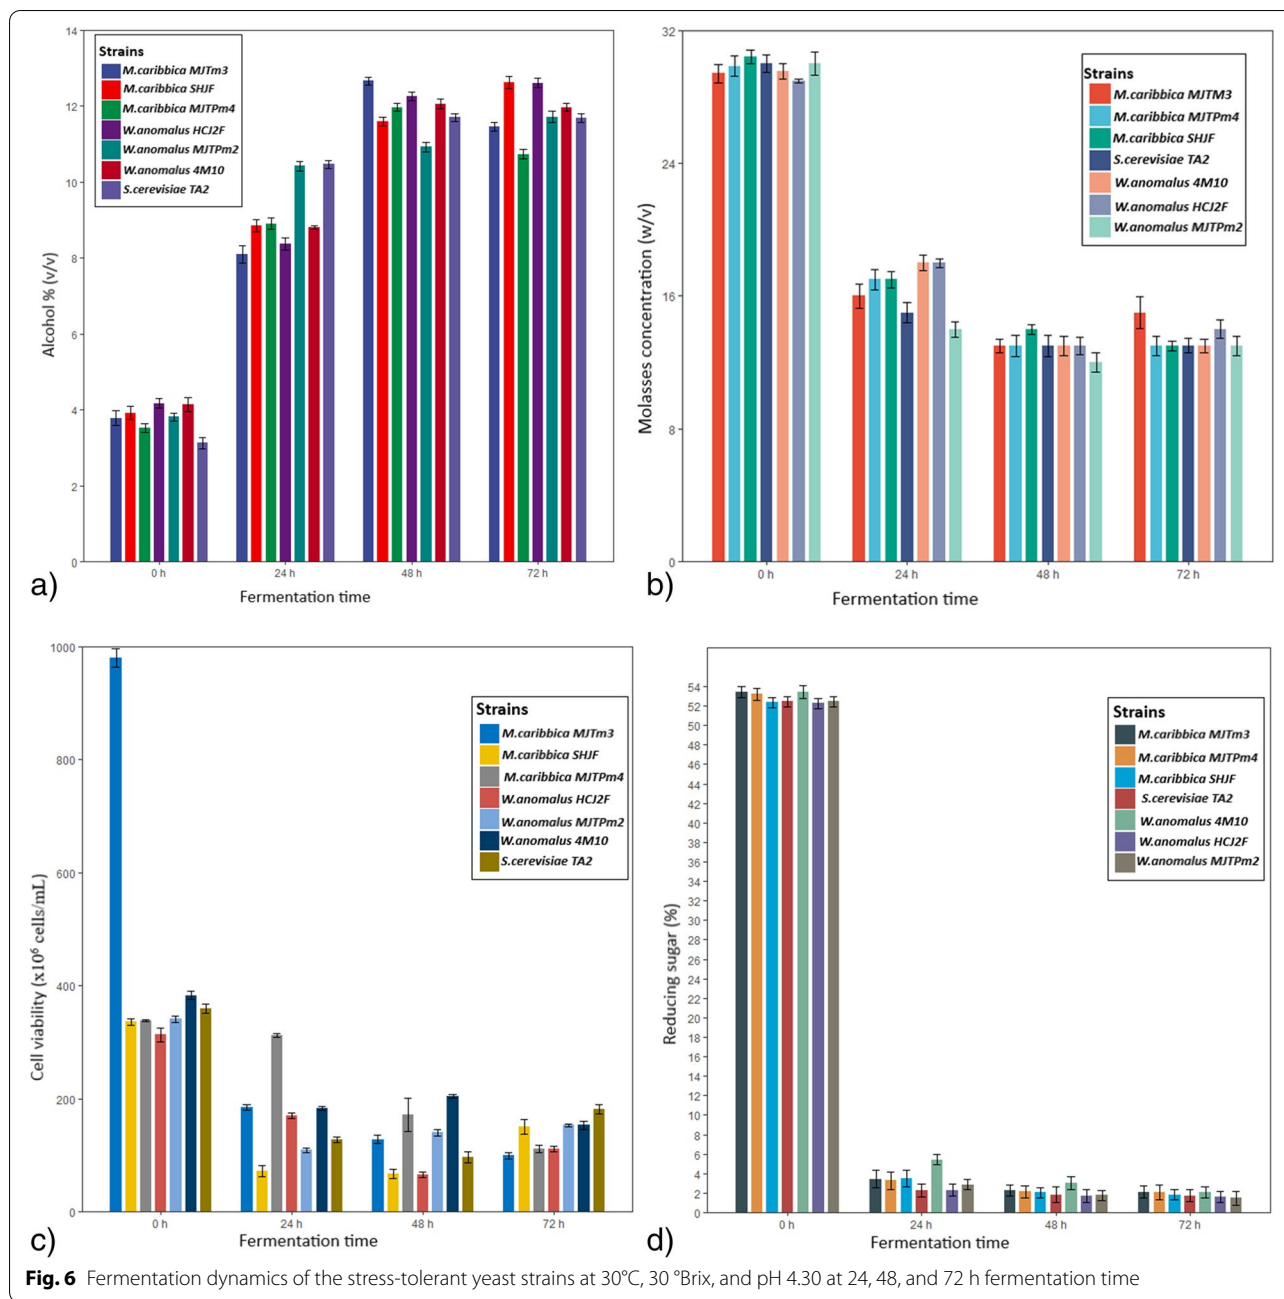 14
12
10
8
6
4
2
0
Alcohol % (v/v)
Strains
M.caribbica MJTm3
M.caribbica SHJF
M.caribbica MJTPm4
W.anomalus HCJ2F
W.anomalus MJTPm2
W.anomalus 4M10
S.cerevisiae TA2
0 h
24 h
48 h
72 h
Fermentation time
a)
32
24
16
8
0
Molasses concentration (w/v)
Strains
M.caribbica MJTM3
M.caribbica MJTPm4
M.caribbica SHJF
S.cerevisiae TA2
W.anomalus 4M10
W.anomalus HCJ2F
W.anomalus MJTPm2
0 h
24 h
48 h
72 h
Fermentation time
b)
1000
800
600
400
200
0
Cell viability (x10⁶ cells/mL)
Strains
M.caribbica MJTm3
M.caribbica SHJF
M.caribbica MJTPm4
W.anomalus HCJ2F
W.anomalus MJTPm2
W.anomalus 4M10
S.cerevisiae TA2
0 h
24 h
48 h
72 h
Fermentation time
c)
54
52
50
48
46
44
42
40
38
36
34
32
30
28
26
24
22
20
18
16
14
12
10
8
6
4
2
0
Reducing sugar (%)
Strains
M.caribbica MJTm3
M.caribbica MJTPm4
M.caribbica SHJF
S.cerevisiae TA2
W.anomalus 4M10
W.anomalus HCJ2F
W.anomalus MJTPm2
0 h
24 h
48 h
72 h
Fermentation time
d)
Fig. 6 Fermentation dynamics of the stress-tolerant yeast strains at 30°C, 30 °Brix, and pH 4.30 at 24, 48, and 72 h fermentation time